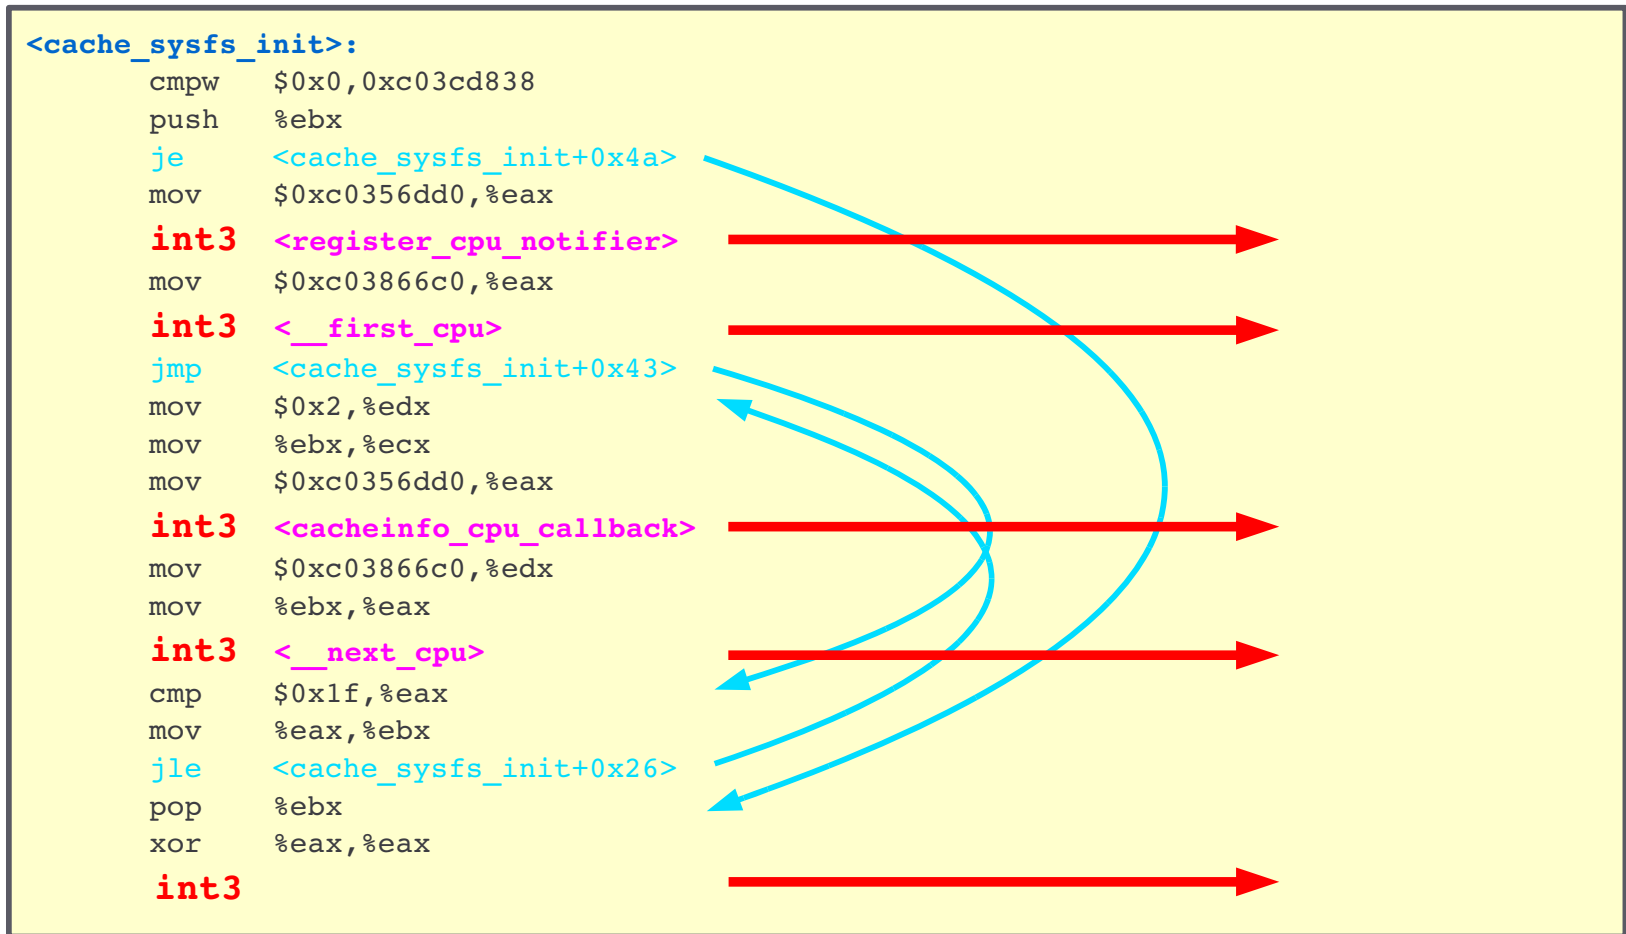 <cache_sysfs_init>:
cmpw $0x0,0xc03cd838
push %ebx
je <cache_sysfs_init+0x4a>
mov $0xc0356dd0,%eax
int3 <register_cpu_notifier>
mov $0xc03866c0,%eax
int3 <__first_cpu>
jmp <cache_sysfs_init+0x43>
mov $0x2,%edx
mov %ebx,%ecx
mov $0xc0356dd0,%eax
int3 <cacheinfo_cpu_callback>
mov $0xc03866c0,%edx
mov %ebx,%eax
int3 <__next_cpu>
cmp $0x1f,%eax
mov %eax,%ebx
jle <cache_sysfs_init+0x26>
pop %ebx
xor %eax,%eax
int3